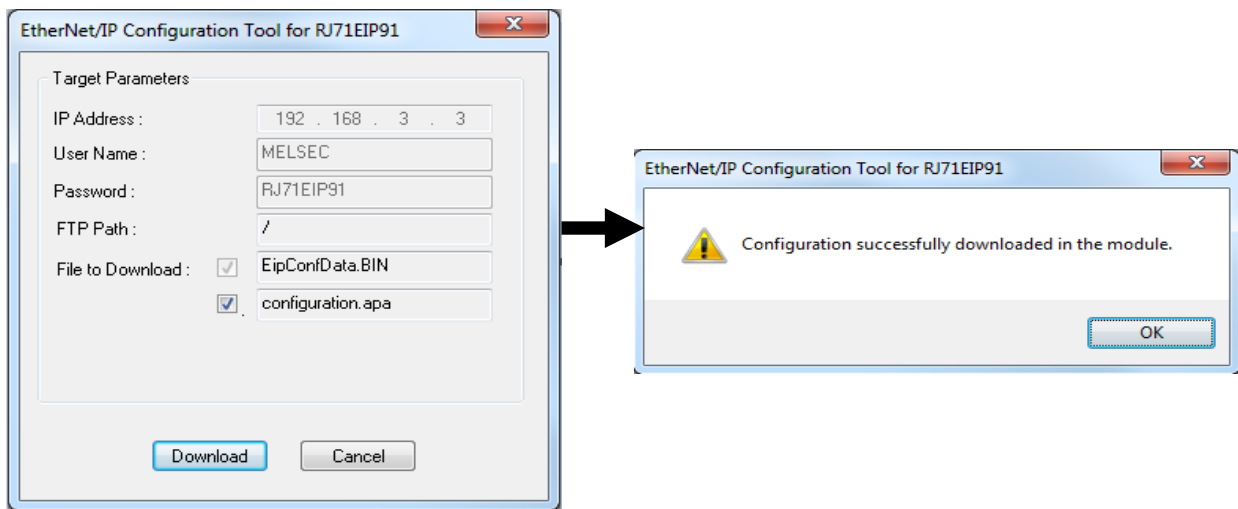 EtherNet/IP Configuration Tool for RJ71EIP91
Target Parameters
IP Address : 192 . 168 . 3 . 3
User Name : MELSEC
Password : RJ71EIP91
FTP Path : /
File to Download : EipConfData.BIN
. configuration.apa
Download Cancel
EtherNet/IP Configuration Tool for RJ71EIP91
Configuration successfully downloaded in the module.
OK